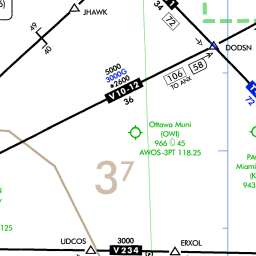 JHAWK
72
DODSN
49
40
5000
3000G
*2600
V10-12
36
106
TO ANX
58
72
Ottawa Muni
(OWI)
966 45
AWOS-3PT 118.25
PA
Miami
(K
943
37
N
125
UDCOS
3000
V234
ERXOL